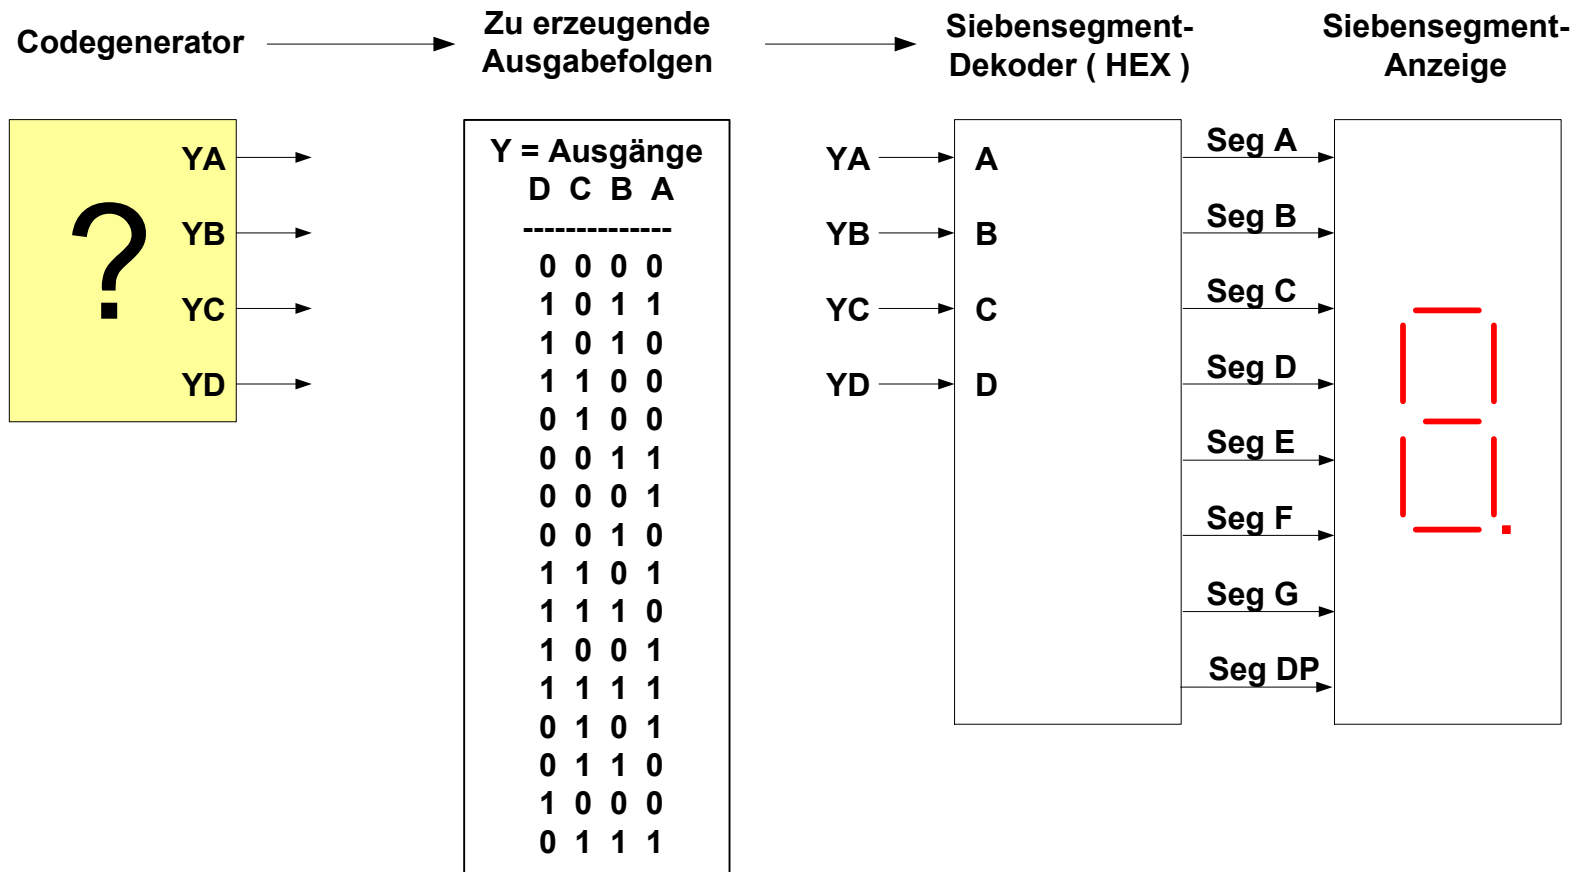 Codegenerator
Zu erzeugende
Ausgabefolgen
Siebensegment-
Dekoder ( HEX )
Siebensegment-
Anzeige
?
YA
YB
YC
YD
Y = Ausgänge
D C B A
--------------
0 0 0 0
1 0 1 1
1 0 1 0
1 1 0 0
0 1 0 0
0 0 1 1
0 0 0 1
0 0 1 0
1 1 0 1
1 1 1 0
1 0 0 1
1 1 1 1
0 1 0 1
0 1 1 0
1 0 0 0
0 1 1 1
YA
YB
YC
YD
A
B
C
D
Seg A
Seg B
Seg C
Seg D
Seg E
Seg F
Seg G
Seg DP
8.